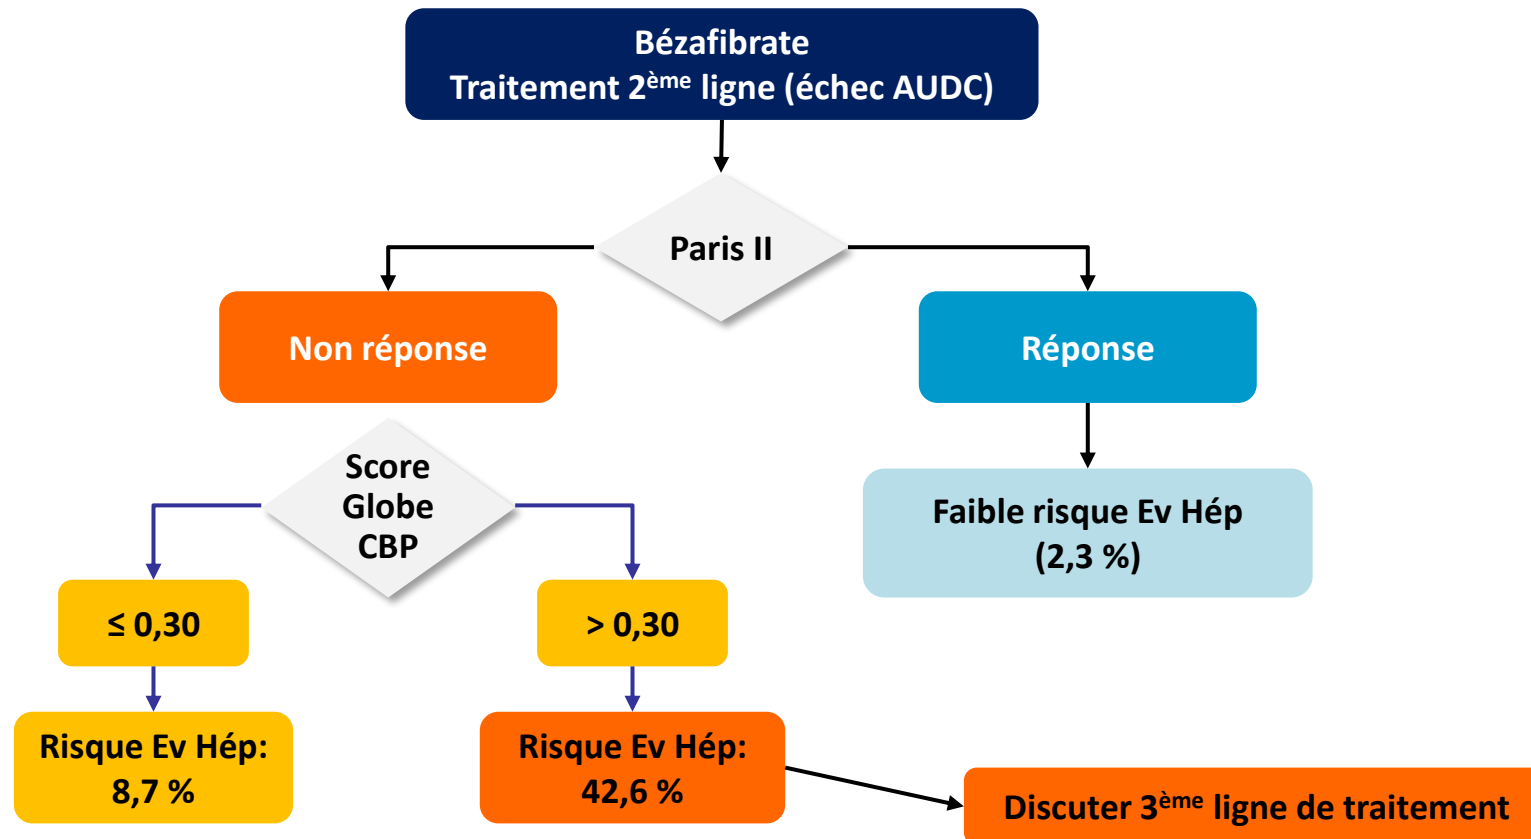 Bézafibrate
Traitement 2ème ligne (échec AUDC)
Paris II
Non réponse
Réponse
Score
Globe
CBP
Faible risque Ev Hép
(2,3 %)
≤ 0,30
> 0,30
Risque Ev Hép:
8,7 %
Risque Ev Hép:
42,6 %
Discuter 3ème ligne de traitement